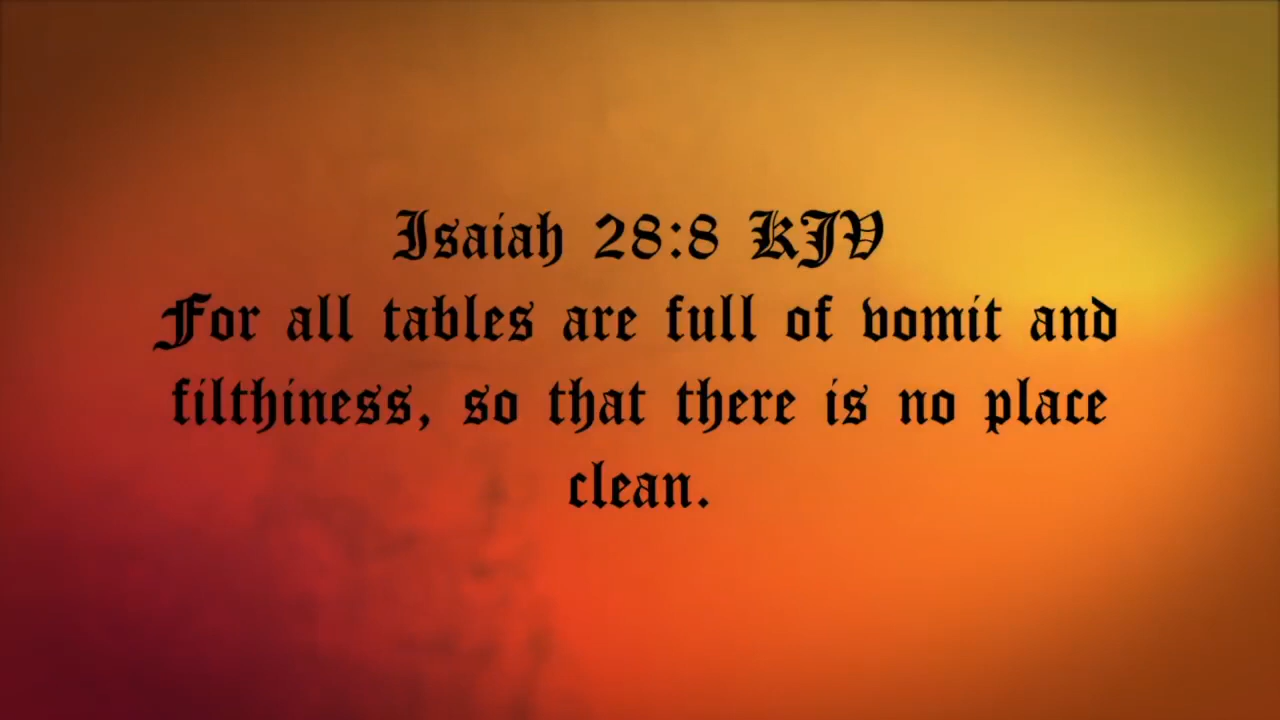 Isaiah 28:8 KJV
For all tables are full of vomit and
filthiness, so that there is no place
clean.